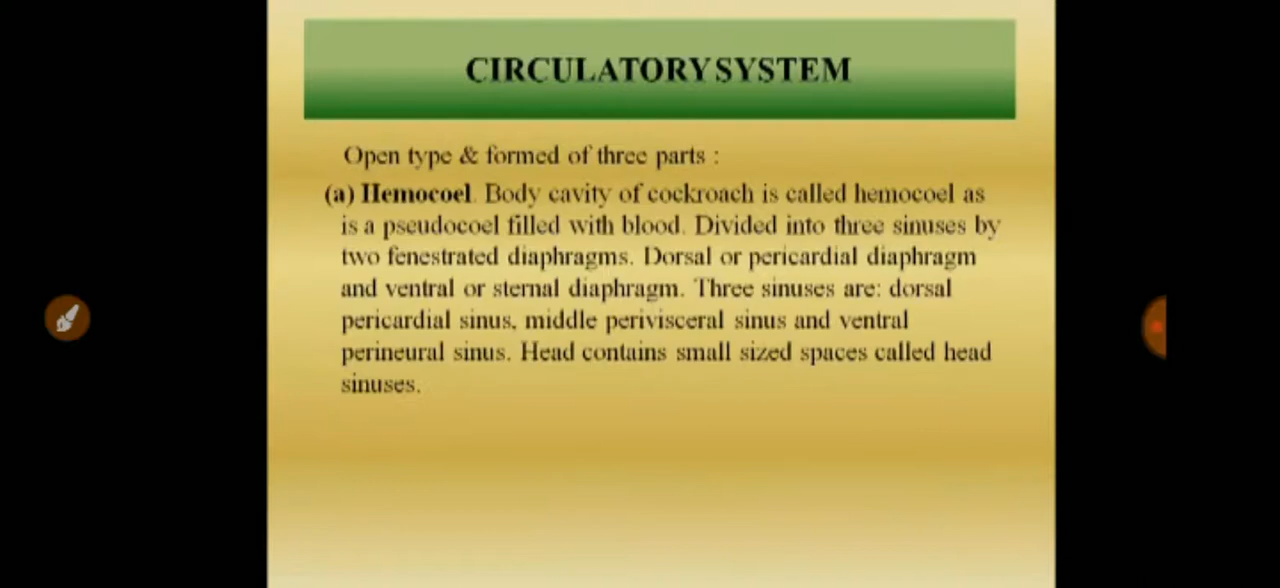 CIRCULATORY SYSTEM
Open type & formed of three parts :
(a) Hemocoel. Body cavity of cockroach is called hemocoel as
is a pseudocoel filled with blood. Divided into three sinuses by
two fenestrated diaphragms. Dorsal or pericardial diaphragm
and ventral or sternal diaphragm. Three sinuses are: dorsal
pericardial sinus, middle perivisceral sinus and ventral
perineural sinus. Head contains small sized spaces called head
sinuses.